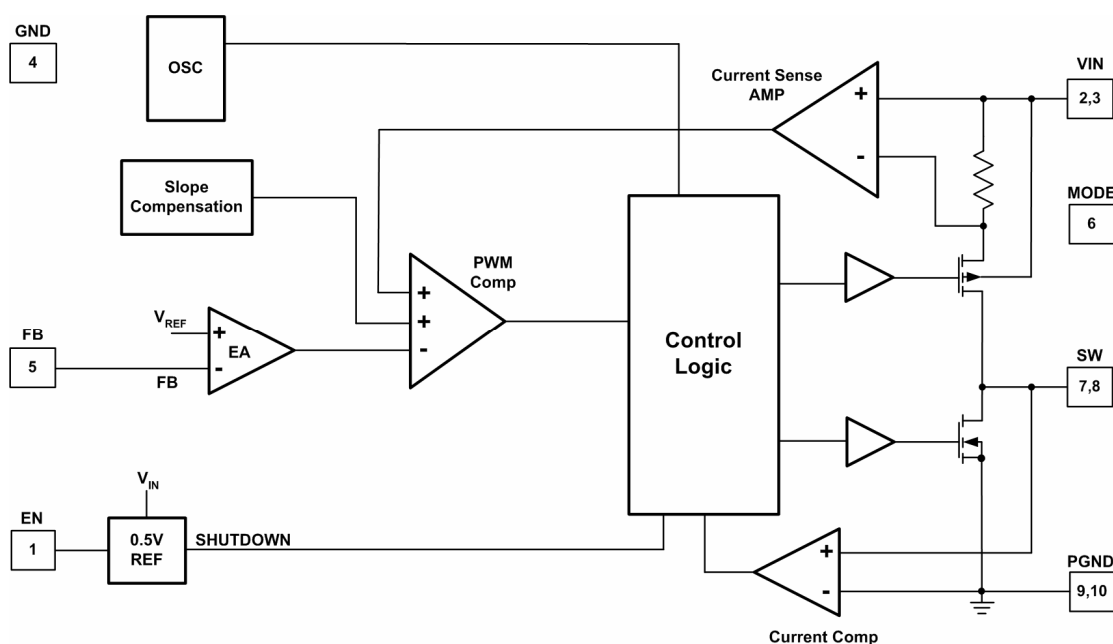 GND
4
OSC
Current Sense
AMP
+
-
VIN
2,3
Slope
Compensation
MODE
6
PWM
Comp
+
+
-
Control
Logic
FB
5
V_REF
+
-
EA
FB
SW
7,8
V_IN
EN
1
0.5V
REF
SHUTDOWN
+
-
Current Comp
PGND
9,10